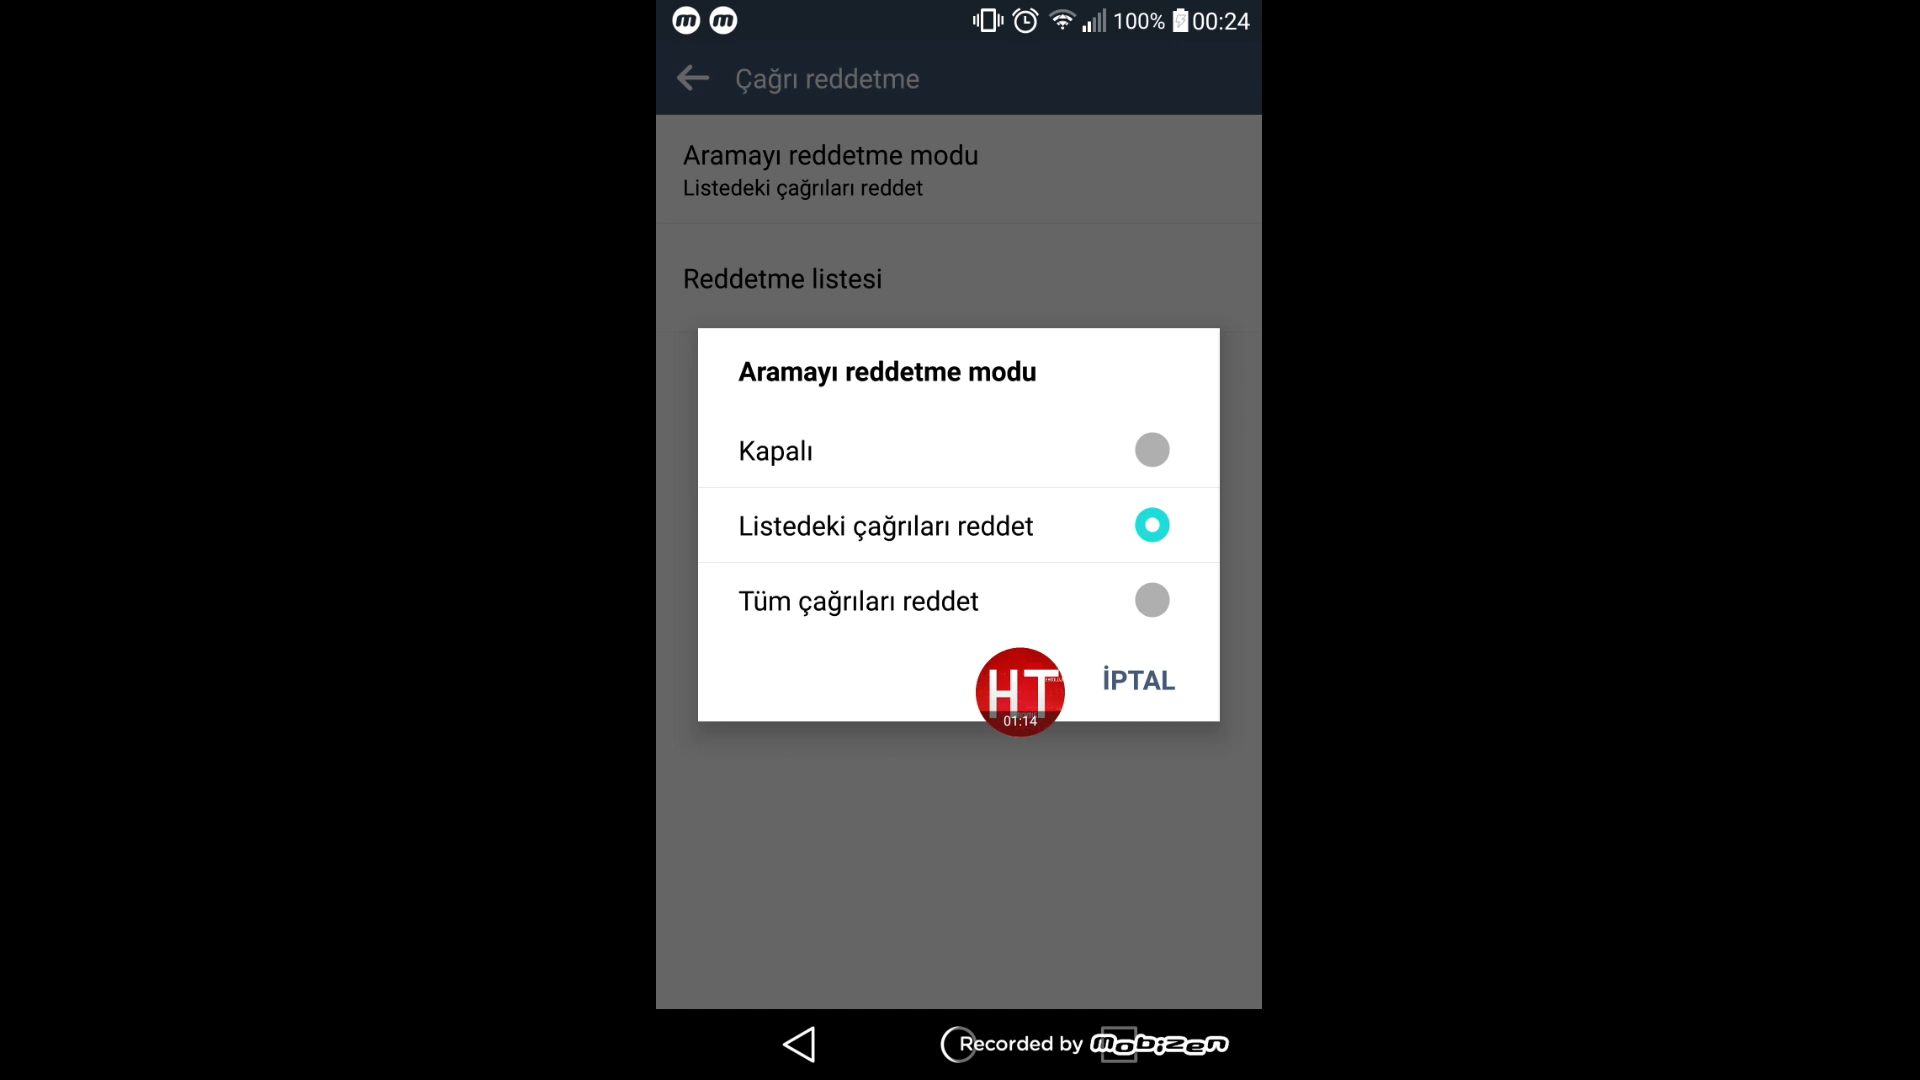 100% 00:24
Çağrı reddetme
Aramayı reddetme modu
Listedeki çağrıları reddet
Reddetme listesi
Aramayı reddetme modu
Kapalı
Listedeki çağrıları reddet
Tüm çağrıları reddet
HT
01:14
İPTAL
Recorded by Mobizen